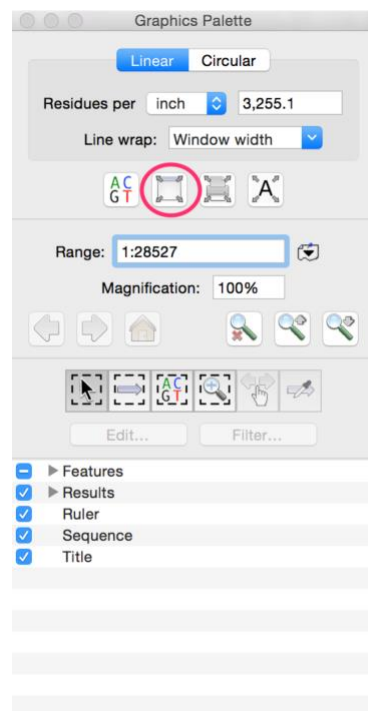 Graphics Palette
Linear Circular
Residues per inch 3,255.1
Line wrap: Window width
A C G T A
Range: 1:28527
Magnification: 100%
A C G T
Edit... Filter...
Features
Results
Ruler
Sequence
Title